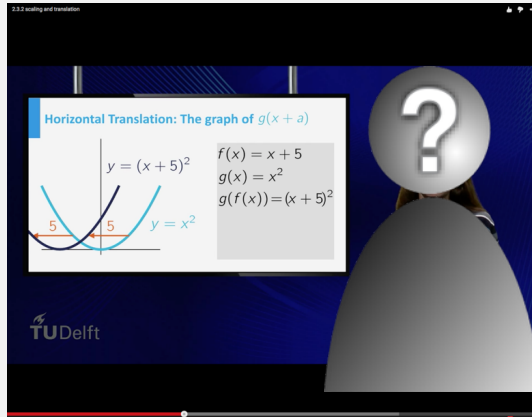 2.3.2 scaling and translation
Horizontal Translation: The graph of g(x + a)
y = (x + 5)²
f(x) = x + 5
g(x) = x²
g(f(x)) = (x + 5)²
5
5
y = x²
TUDelft
?